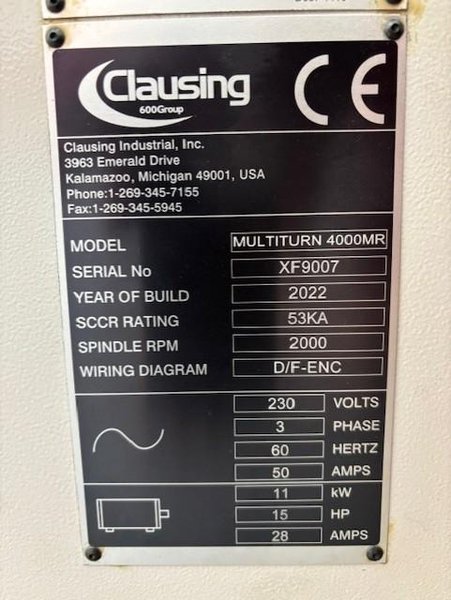 Clausing
600Group
CE
Clausing Industrial, Inc.
3963 Emerald Drive
Kalamazoo, Michigan 49001, USA
Phone:1-269-345-7155
Fax:1-269-345-5945
MODEL MULTITURN 4000MR
SERIAL No XF9007
YEAR OF BUILD 2022
SCCR RATING 53KA
SPINDLE RPM 2000
WIRING DIAGRAM D/F-ENC
230 VOLTS
3 PHASE
60 HERTZ
50 AMPS
11 kW
15 HP
28 AMPS